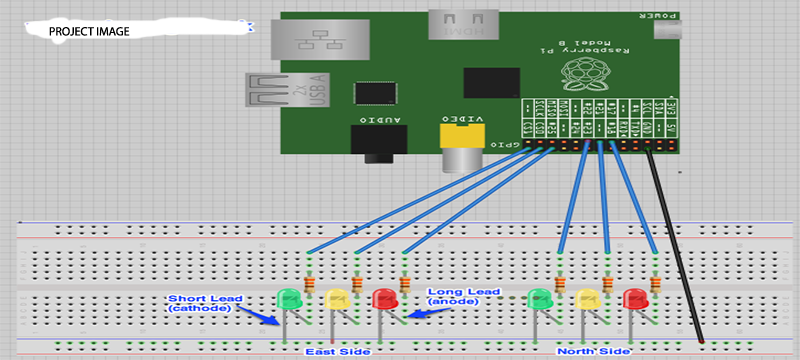 PROJECT IMAGE
POWER
HDMI
Raspberry Pi
Model B
2x
USB A
AUDIO
VIDEO
GPIO
Short Lead
(cathode)
Long Lead
(anode)
East Side
North Side